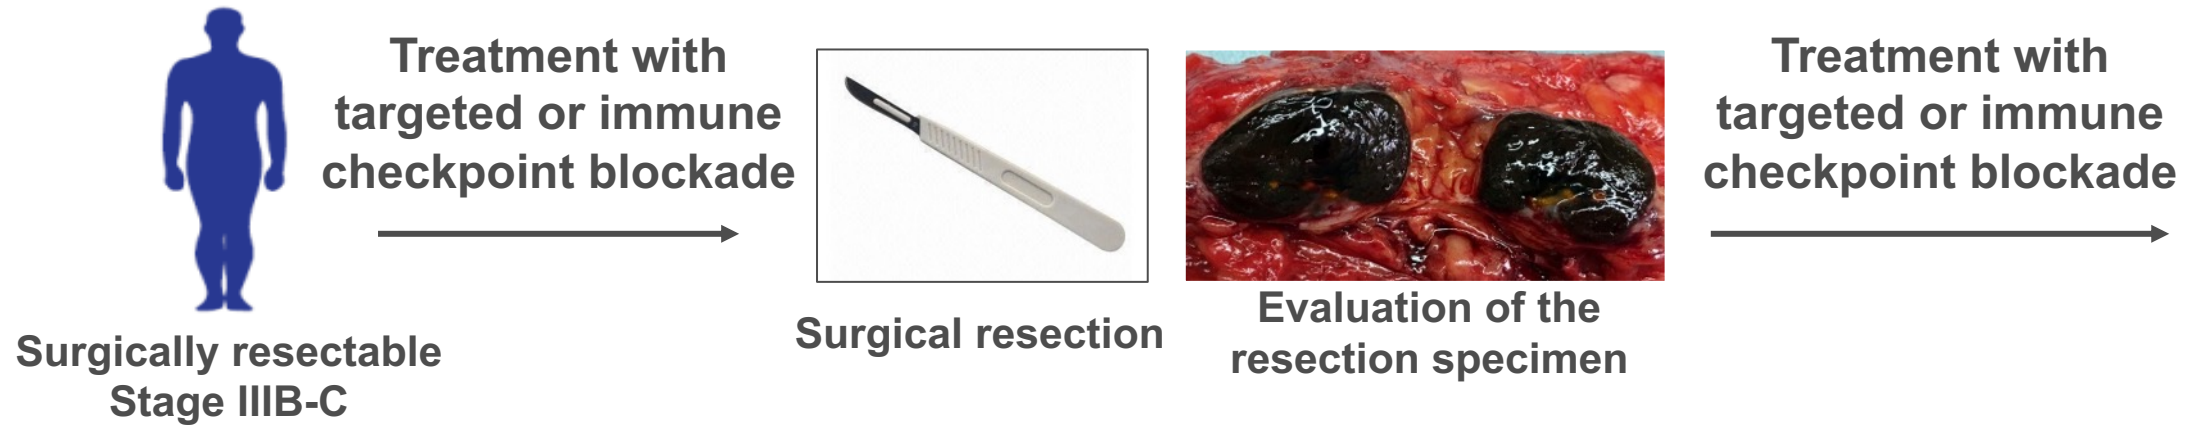 Treatment with
targeted or immune
checkpoint blockade
Surgically resectable
Stage IIIB-C
Surgical resection
Evaluation of the
resection specimen
Treatment with
targeted or immune
checkpoint blockade